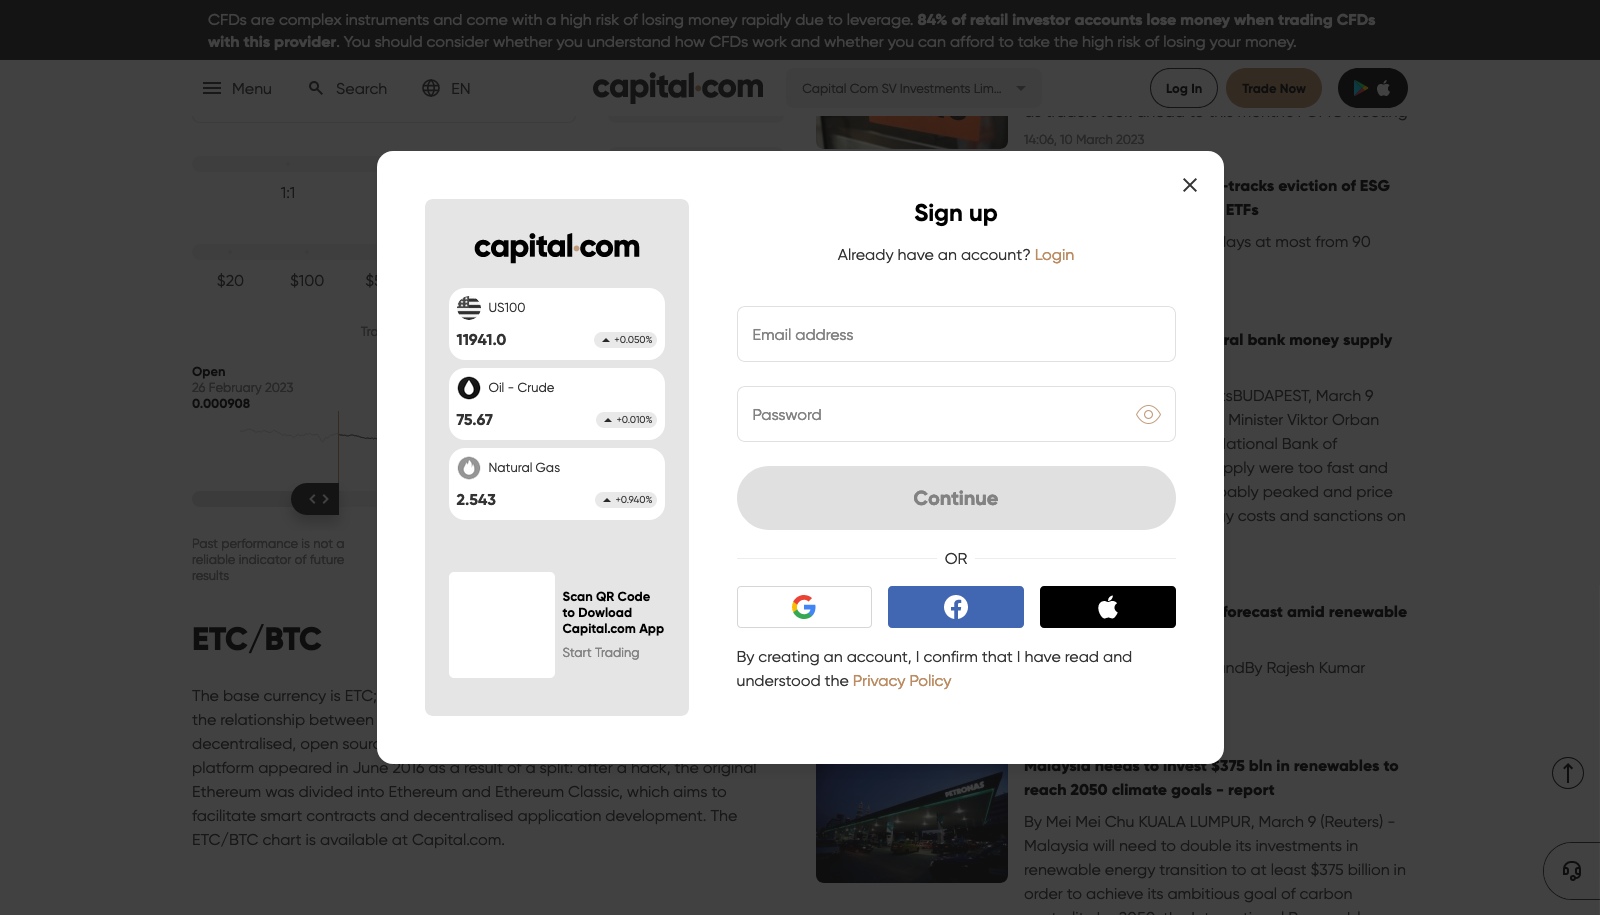 CFDs are complex instruments and come with a high risk of losing money rapidly due to leverage. 84% of retail investor accounts lose money when trading CFDs
with this provider. You should consider whether you understand how CFDs work and whether you can afford to take the high risk of losing your money.
Menu
Search
EN
capital.com
Capital Com SV Investments Lim...
Log In
Trade Now
14:06, 10 March 2023
1:1
$20
$100
Open
26 February 2023
0.000908
Past performance is not a
reliable indicator of future
results
ETC/BTC
The base currency is ETC;
the relationship between
decentralised, open
platform appeared in June 2016 as a result of a split: after a hack, the original
Ethereum was divided into Ethereum and Ethereum Classic, which aims to
facilitate smart contracts and decentralised application development. The
ETC/BTC chart is available at Capital.com.
capital.com
US100
11941.0
+0.050%
Oil - Crude
75.67
+0.010%
Natural Gas
2.543
+0.940%
Scan QR Code
to Dowload
Capital.com App
Start Trading
Sign up
Already have an account? Login
Email address
Password
Continue
OR
By creating an account, I confirm that I have read and
understood the Privacy Policy
-tracks eviction of ESG
ETFs
days at most from 90
bank money supply
BUDAPEST, March 9
Minister Viktor Orban
National Bank of
were too fast and
peaked and price
costs and sanctions on
forecast amid renewable
By Rajesh Kumar
PETRONAS
Malaysia needs to invest $375 bln in renewables to
reach 2050 climate goals - report
By Mei Mei Chu KUALA LUMPUR, March 9 (Reuters) -
Malaysia will need to double its investments in
renewable energy transition to at least $375 billion in
order to achieve its ambitious goal of carbon